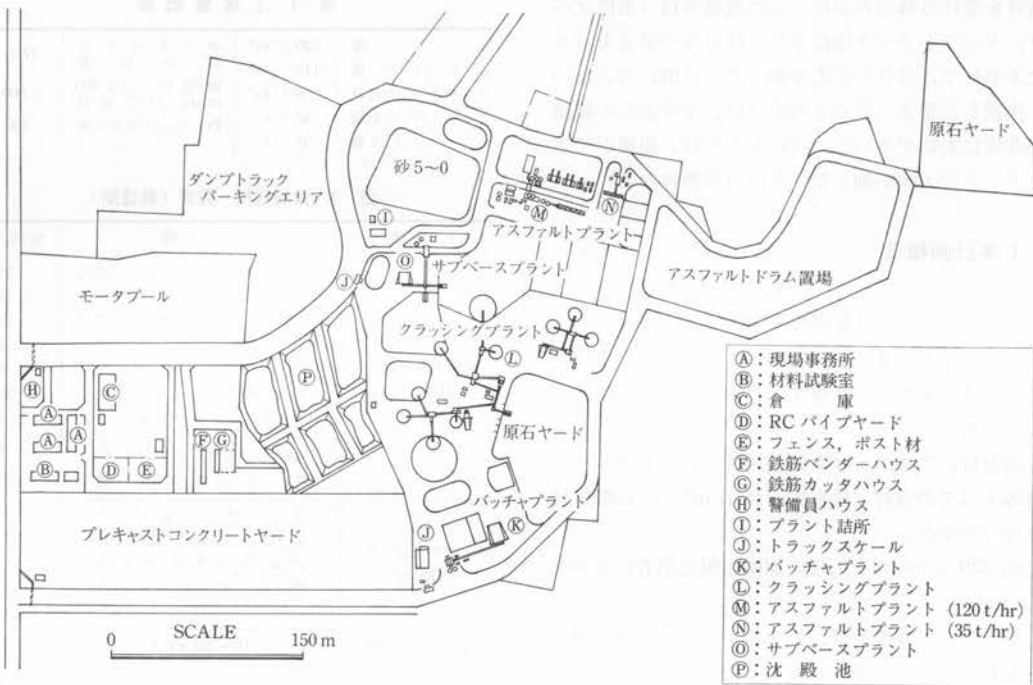 原石ヤード
ダンプトラック
パーキングエリア
砂5~0
Ⓘ
Ⓜ
Ⓝ
アスファルトプラント
Ⓞ
サブベースプラント
アスファルトドラム置場
モータプール
Ⓙ
クラッシングプラント
Ⓛ
Ⓟ
Ⓗ
Ⓒ
原石ヤード
Ⓐ
Ⓐ
Ⓐ
Ⓕ
Ⓖ
Ⓑ
Ⓓ
Ⓔ
バッチャプラント
プレキャストコンクリートヤード
Ⓙ
Ⓚ
SCALE
0 150 m
Ⓐ:現場事務所
Ⓑ:材料試験室
Ⓒ:倉 庫
Ⓓ:RCパイプヤード
Ⓔ:フェンス,ポスト材
Ⓕ:鉄筋ベンダーハウス
Ⓖ:鉄筋カッタハウス
Ⓗ:警備員ハウス
Ⓘ:プラント詰所
Ⓙ:トラックスケール
Ⓚ:バッチャプラント
Ⓛ:クラッシングプラント
Ⓜ:アスファルトプラント (120 t/hr)
Ⓝ:アスファルトプラント (35 t/hr)
Ⓞ:サブベースプラント
Ⓟ:沈 殿 池